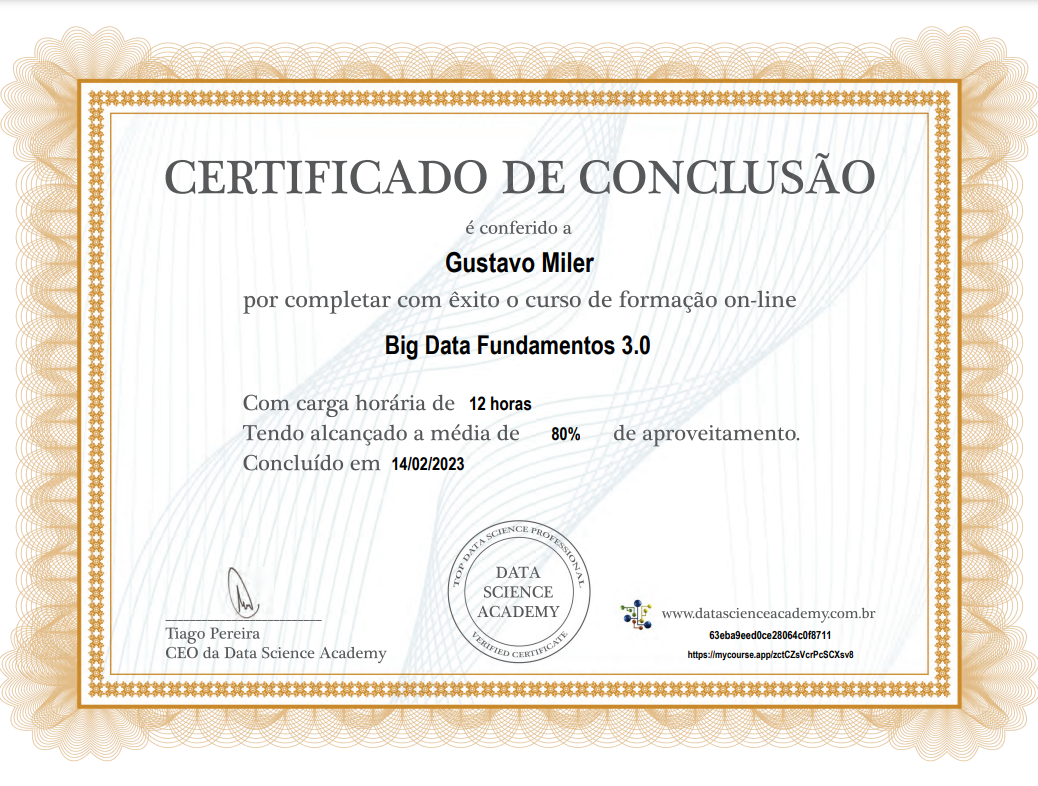 CERTIFICADO DE CONCLUSÃO
é conferido a
Gustavo Miler
por completar com êxito o curso de formação on-line
Big Data Fundamentos 3.0
Com carga horária de 12 horas
Tendo alcançado a média de 80% de aproveitamento.
Concluído em 14/02/2023
TOP DATA SCIENCE PROFESSIONAL
DATA
SCIENCE
ACADEMY
VERIFIED CERTIFICATE
Tiago Pereira
CEO da Data Science Academy
www.datascienceacademy.com.br
63eba9eed0ce28064c0f8711
https://mycourse.app/zctCZsVcrPcSCXsv8